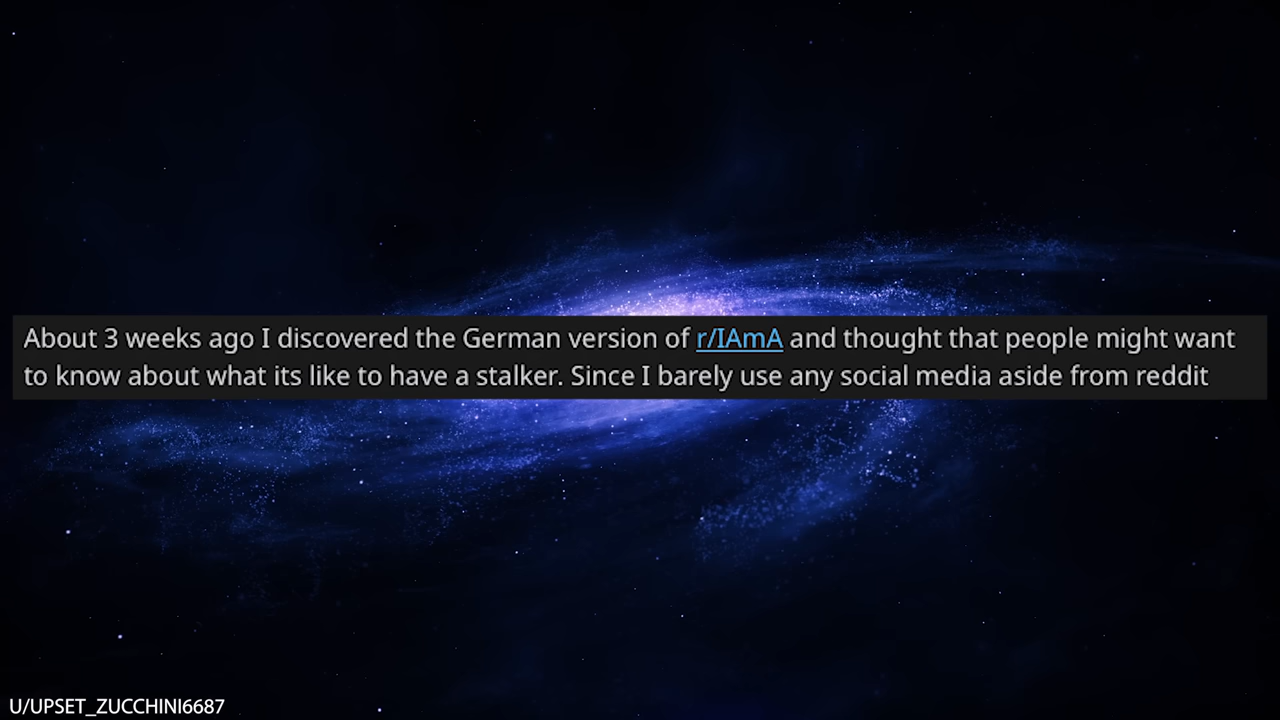 About 3 weeks ago I discovered the German version of r/IAmA and thought that people might want
to know about what its like to have a stalker. Since I barely use any social media aside from reddit
U/UPSET_ZUCCHINI6687